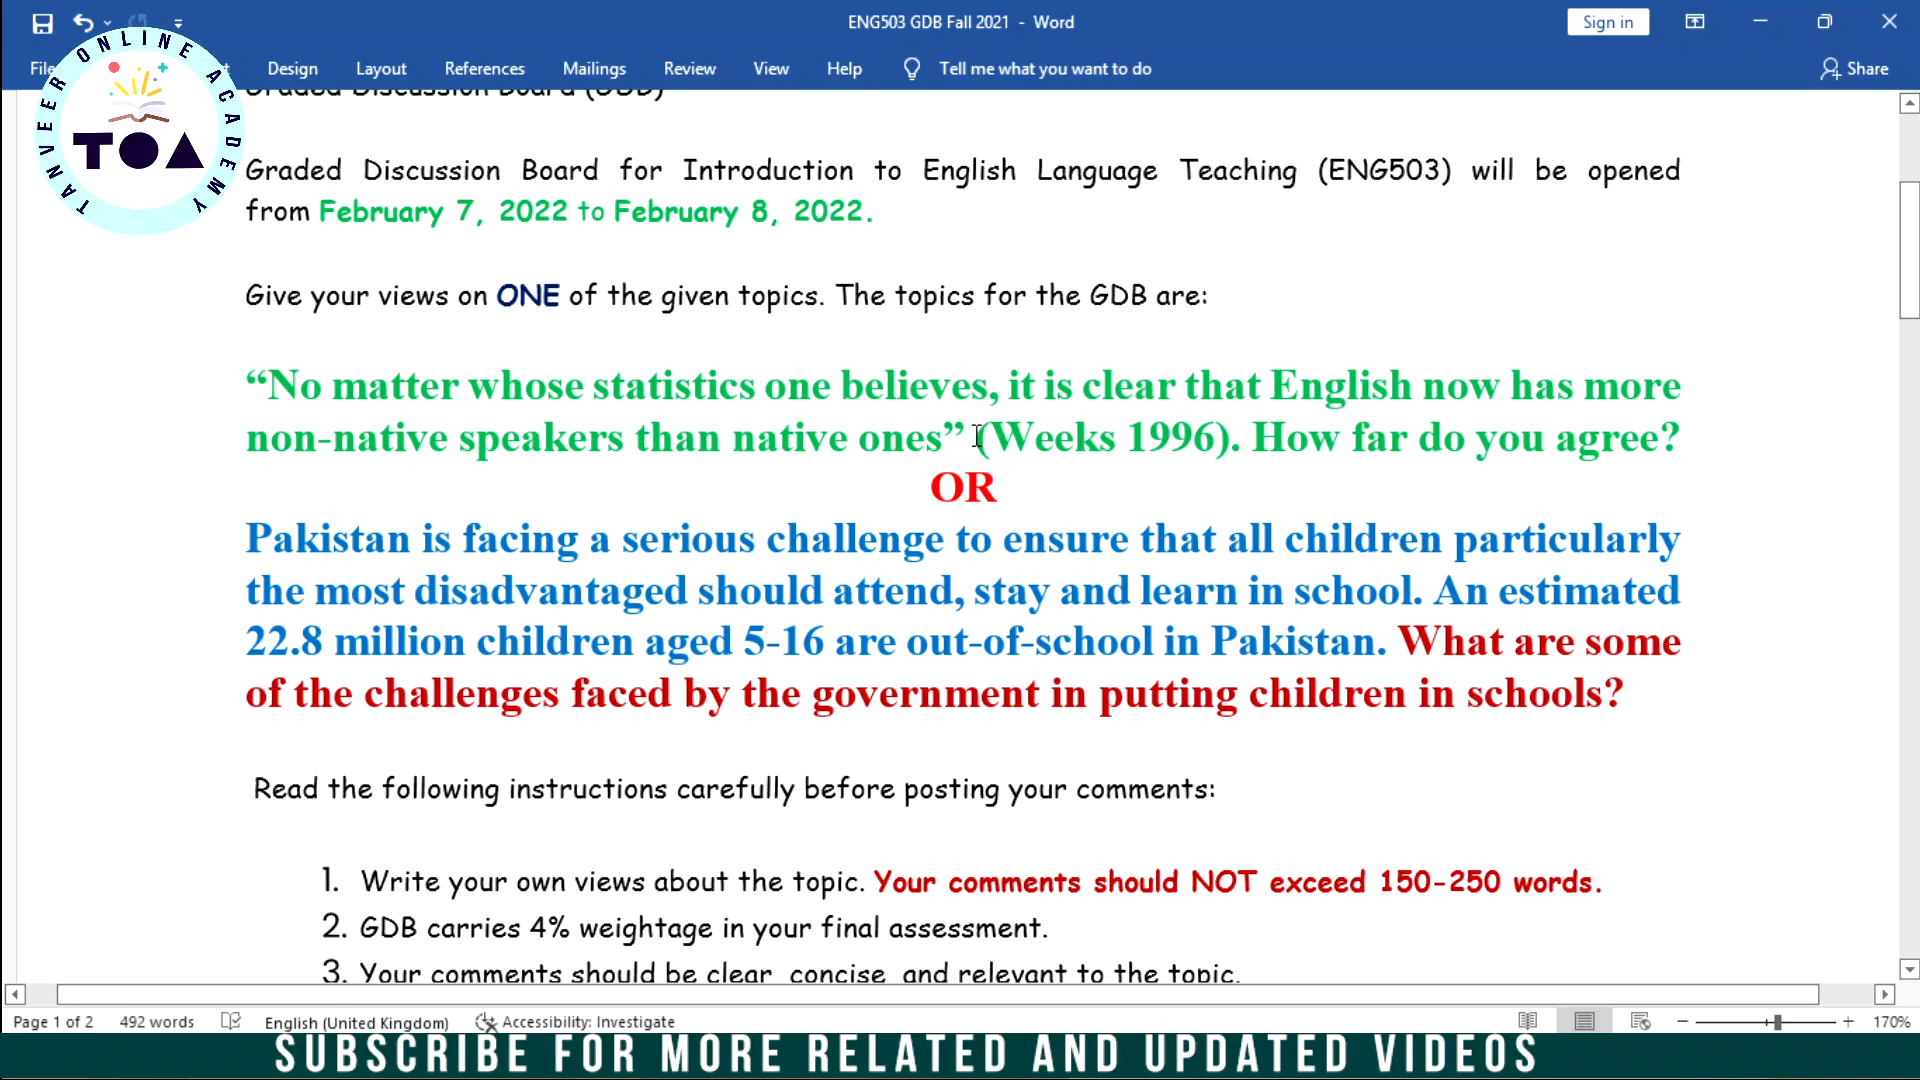 ENG503 GDB Fall 2021 - Word
Sign in
Design Layout References Mailings Review View Help Tell me what you want to do Share
TANVEER ONLINE ACADEMY
TOA
Graded Discussion Board (GDB)
Graded Discussion Board for Introduction to English Language Teaching (ENG503) will be opened
from February 7, 2022 to February 8, 2022.
Give your views on ONE of the given topics. The topics for the GDB are:
“No matter whose statistics one believes, it is clear that English now has more
non-native speakers than native ones” (Weeks 1996). How far do you agree?
OR
Pakistan is facing a serious challenge to ensure that all children particularly
the most disadvantaged should attend, stay and learn in school. An estimated
22.8 million children aged 5-16 are out-of-school in Pakistan. What are some
of the challenges faced by the government in putting children in schools?
Read the following instructions carefully before posting your comments:
1. Write your own views about the topic. Your comments should NOT exceed 150-250 words.
2. GDB carries 4% weightage in your final assessment.
3. Your comments should be clear, concise, and relevant to the topic.
Page 1 of 2 492 words English (United Kingdom) Accessibility: Investigate 170%
SUBSCRIBE FOR MORE RELATED AND UPDATED VIDEOS